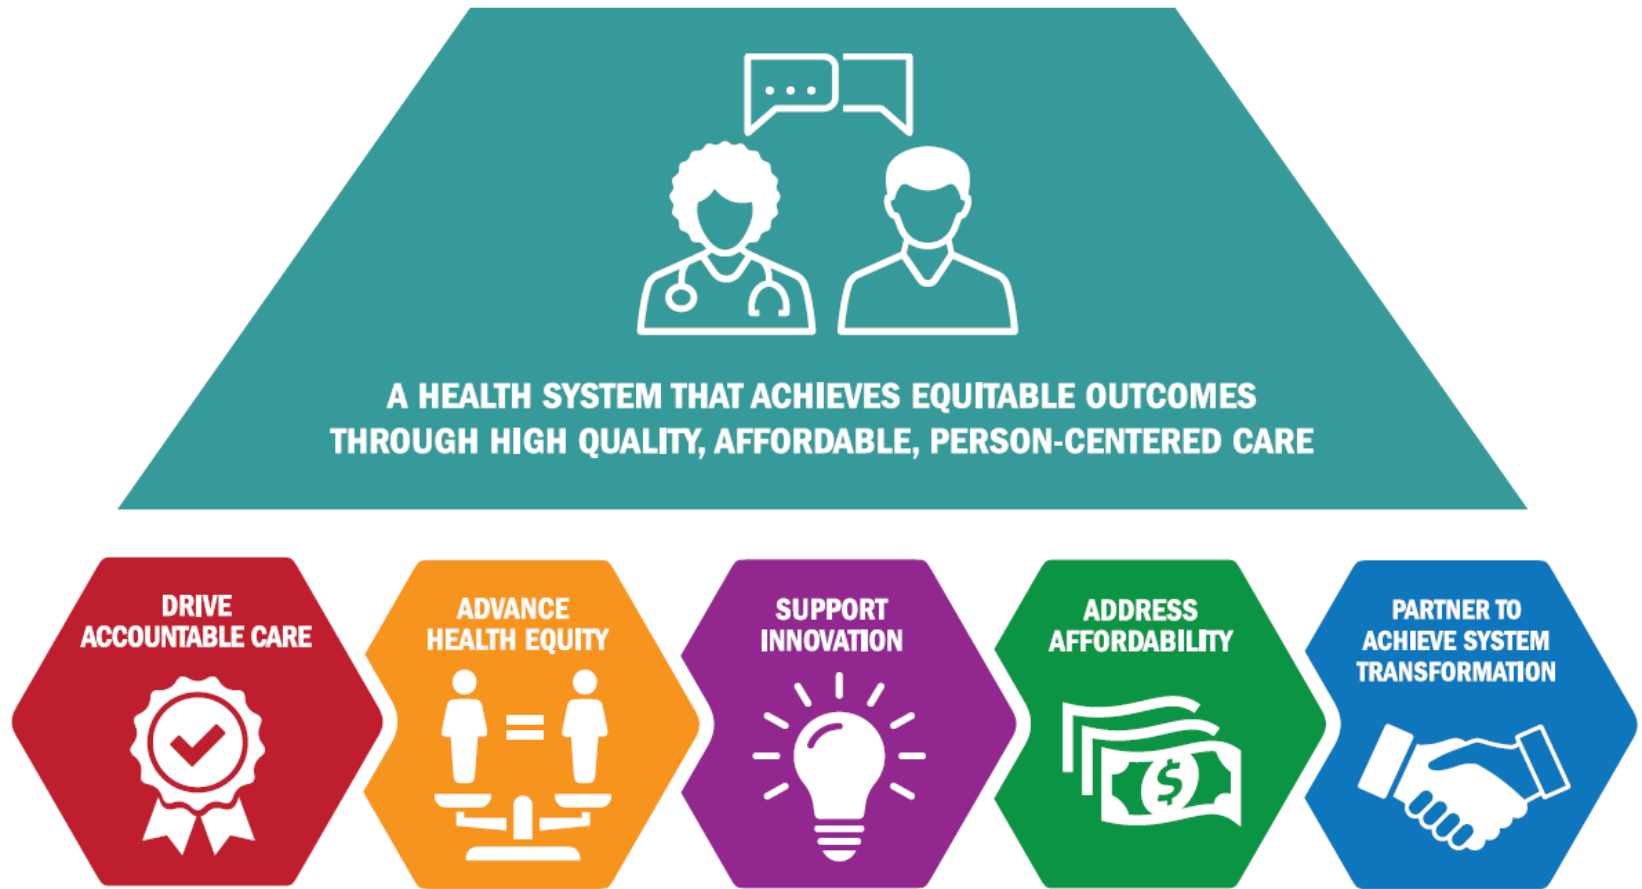 A HEALTH SYSTEM THAT ACHIEVES EQUITABLE OUTCOMES
THROUGH HIGH QUALITY, AFFORDABLE, PERSON-CENTERED CARE
DRIVE
ACCOUNTABLE CARE
ADVANCE
HEALTH EQUITY
SUPPORT
INNOVATION
ADDRESS
AFFORDABILITY
$
PARTNER TO
ACHIEVE SYSTEM
TRANSFORMATION